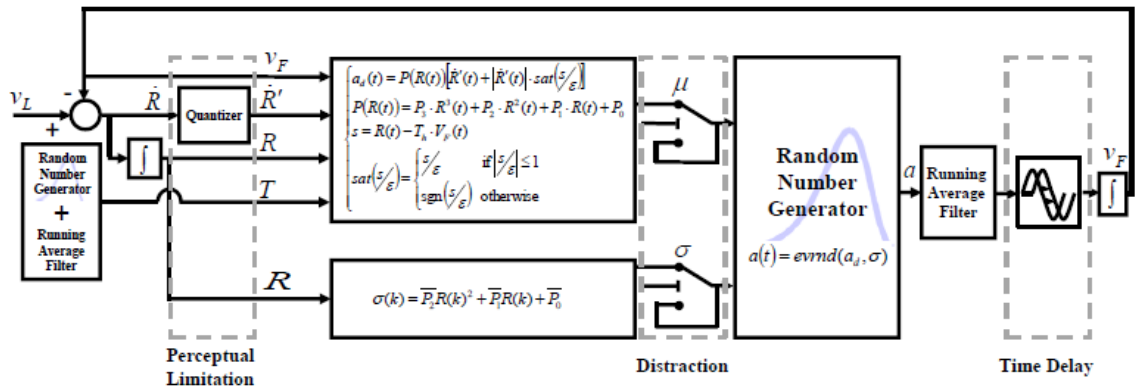 v_F
v_L
-
+
Ṙ
Quantizer
Ṙ'
∫
R
T
Random
Number
Generator
+
Running
Average
Filter
R
a_d(t) = P(R(t))[Ṙ'(t) + |Ṙ'(t)| · sat(s/ε)]
P(R(t)) = P_3 · R^3(t) + P_2 · R^2(t) + P_1 · R(t) + P_0
s = R(t) − T_h · V_F(t)
sat(s/ε) = { s/ε if |s/ε| ≤ 1
sgn(s/ε) otherwise
σ(k) = P̄_2 R(k)^2 + P̄_1 R(k) + P̄_0
μ
σ
Random
Number
Generator
a(t) = evrnd(a_d, σ)
a
Running
Average
Filter
v_F
∫
Perceptual
Limitation
Distraction
Time Delay